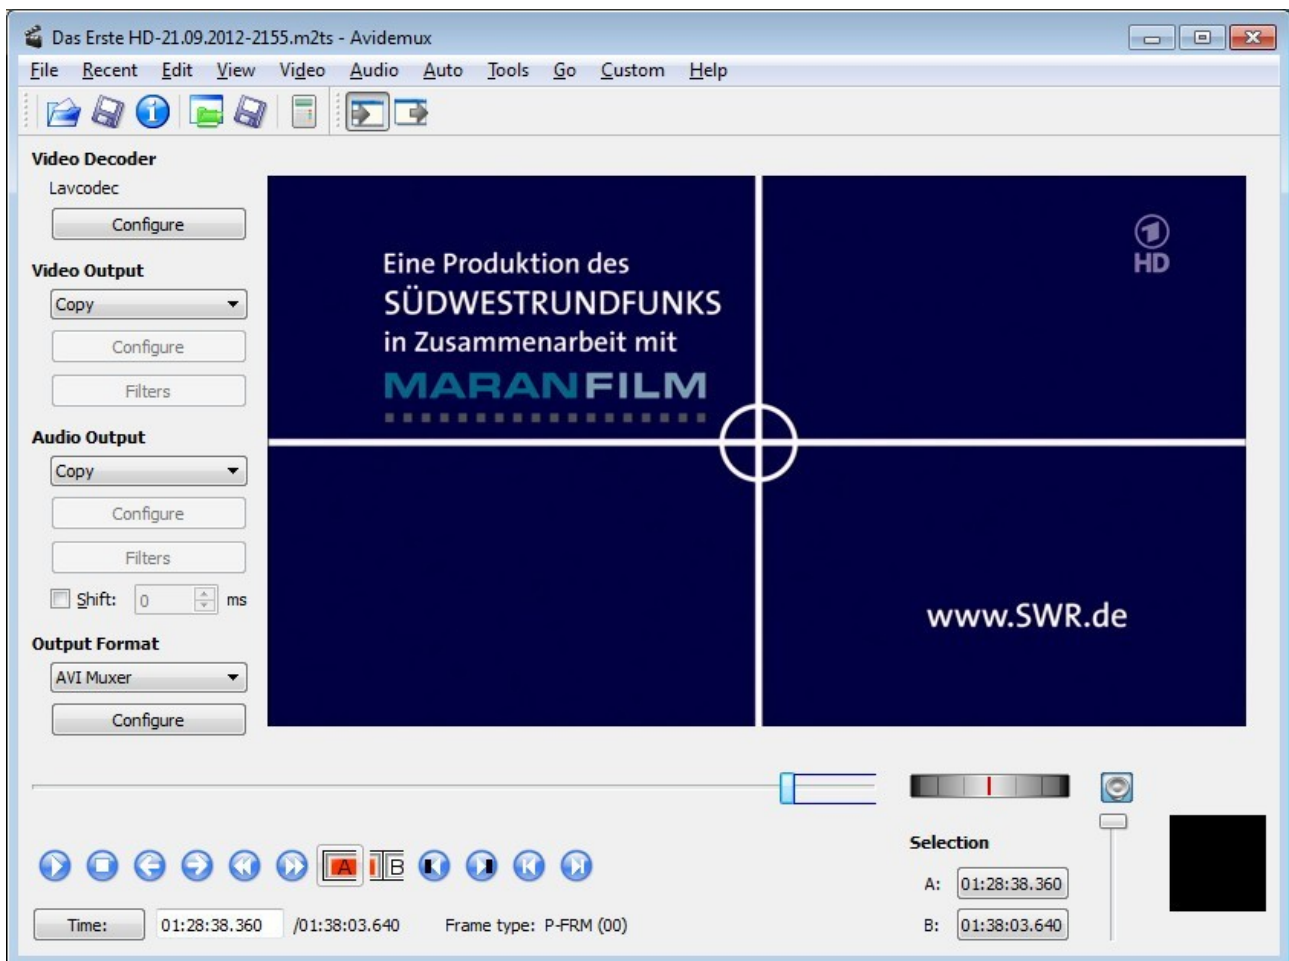 Das Erste HD-21.09.2012-2155.m2ts - Avidemux
File Recent Edit View Video Audio Auto Tools Go Custom Help
Video Decoder
Lavcodec
Configure
Video Output
Copy
Configure
Filters
Audio Output
Copy
Configure
Filters
Shift: 0 ms
Output Format
AVI Muxer
Configure
Eine Produktion des
SÜDWESTRUNDFUNKS
in Zusammenarbeit mit
MARANFILM
1
HD
www.SWR.de
A B
Selection
A: 01:28:38.360
B: 01:38:03.640
Time: 01:28:38.360 /01:38:03.640 Frame type: P-FRM (00)